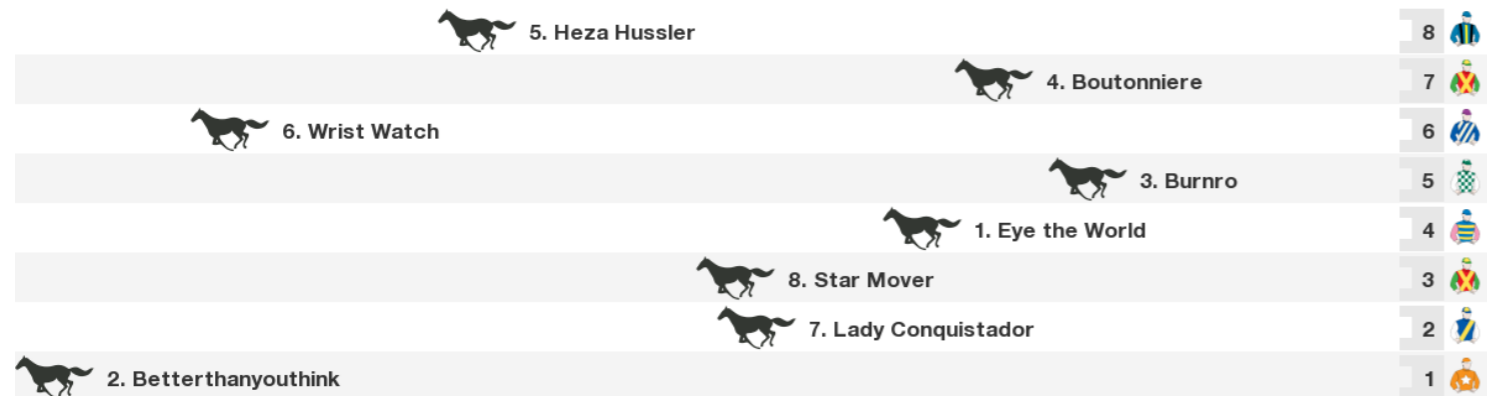 5. Heza Hussler 8
4. Boutonniere 7
6. Wrist Watch 6
3. Burnro 5
1. Eye the World 4
8. Star Mover 3
7. Lady Conquistador 2
2. Betterthanyouthink 1